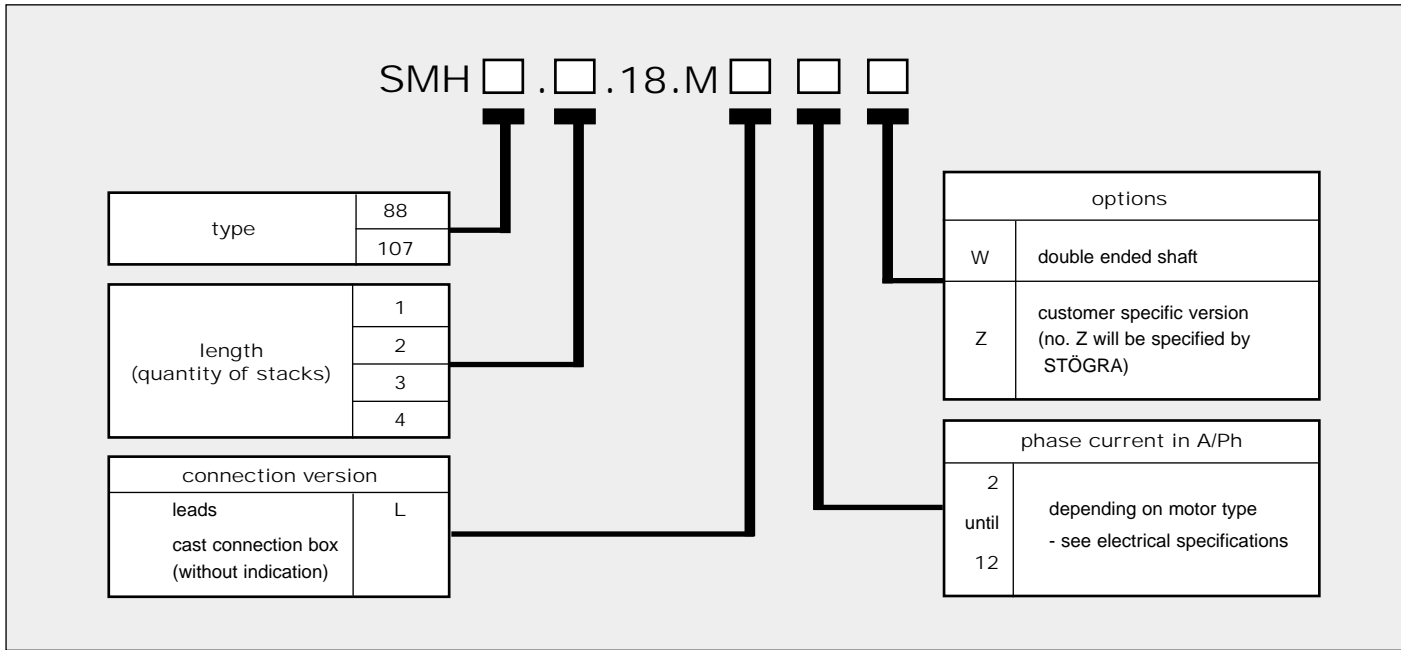 SMH . .18.M
type
88
107
length
(quantity of stacks)
1
2
3
4
connection version
leads
L
cast connection box
(without indication)
options
W
double ended shaft
Z
customer specific version
(no. Z will be specified by
STÖGRA)
phase current in A/Ph
2
until
12
depending on motor type
- see electrical specifications